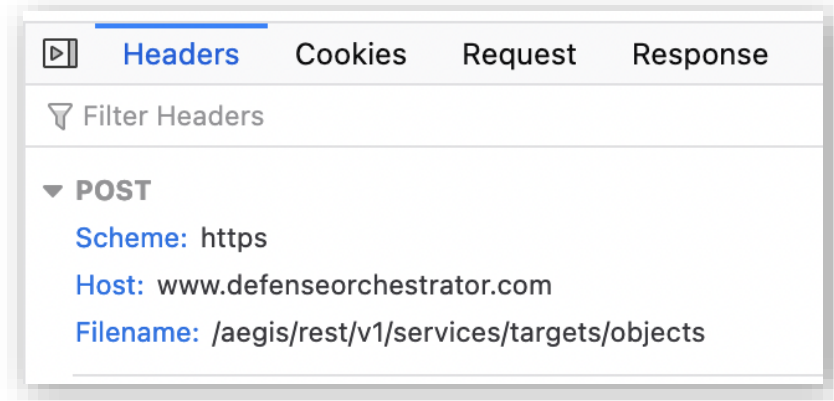 Headers Cookies Request Response
Filter Headers
POST
Scheme: https
Host: www.defenseorchestrator.com
Filename: /aegis/rest/v1/services/targets/objects